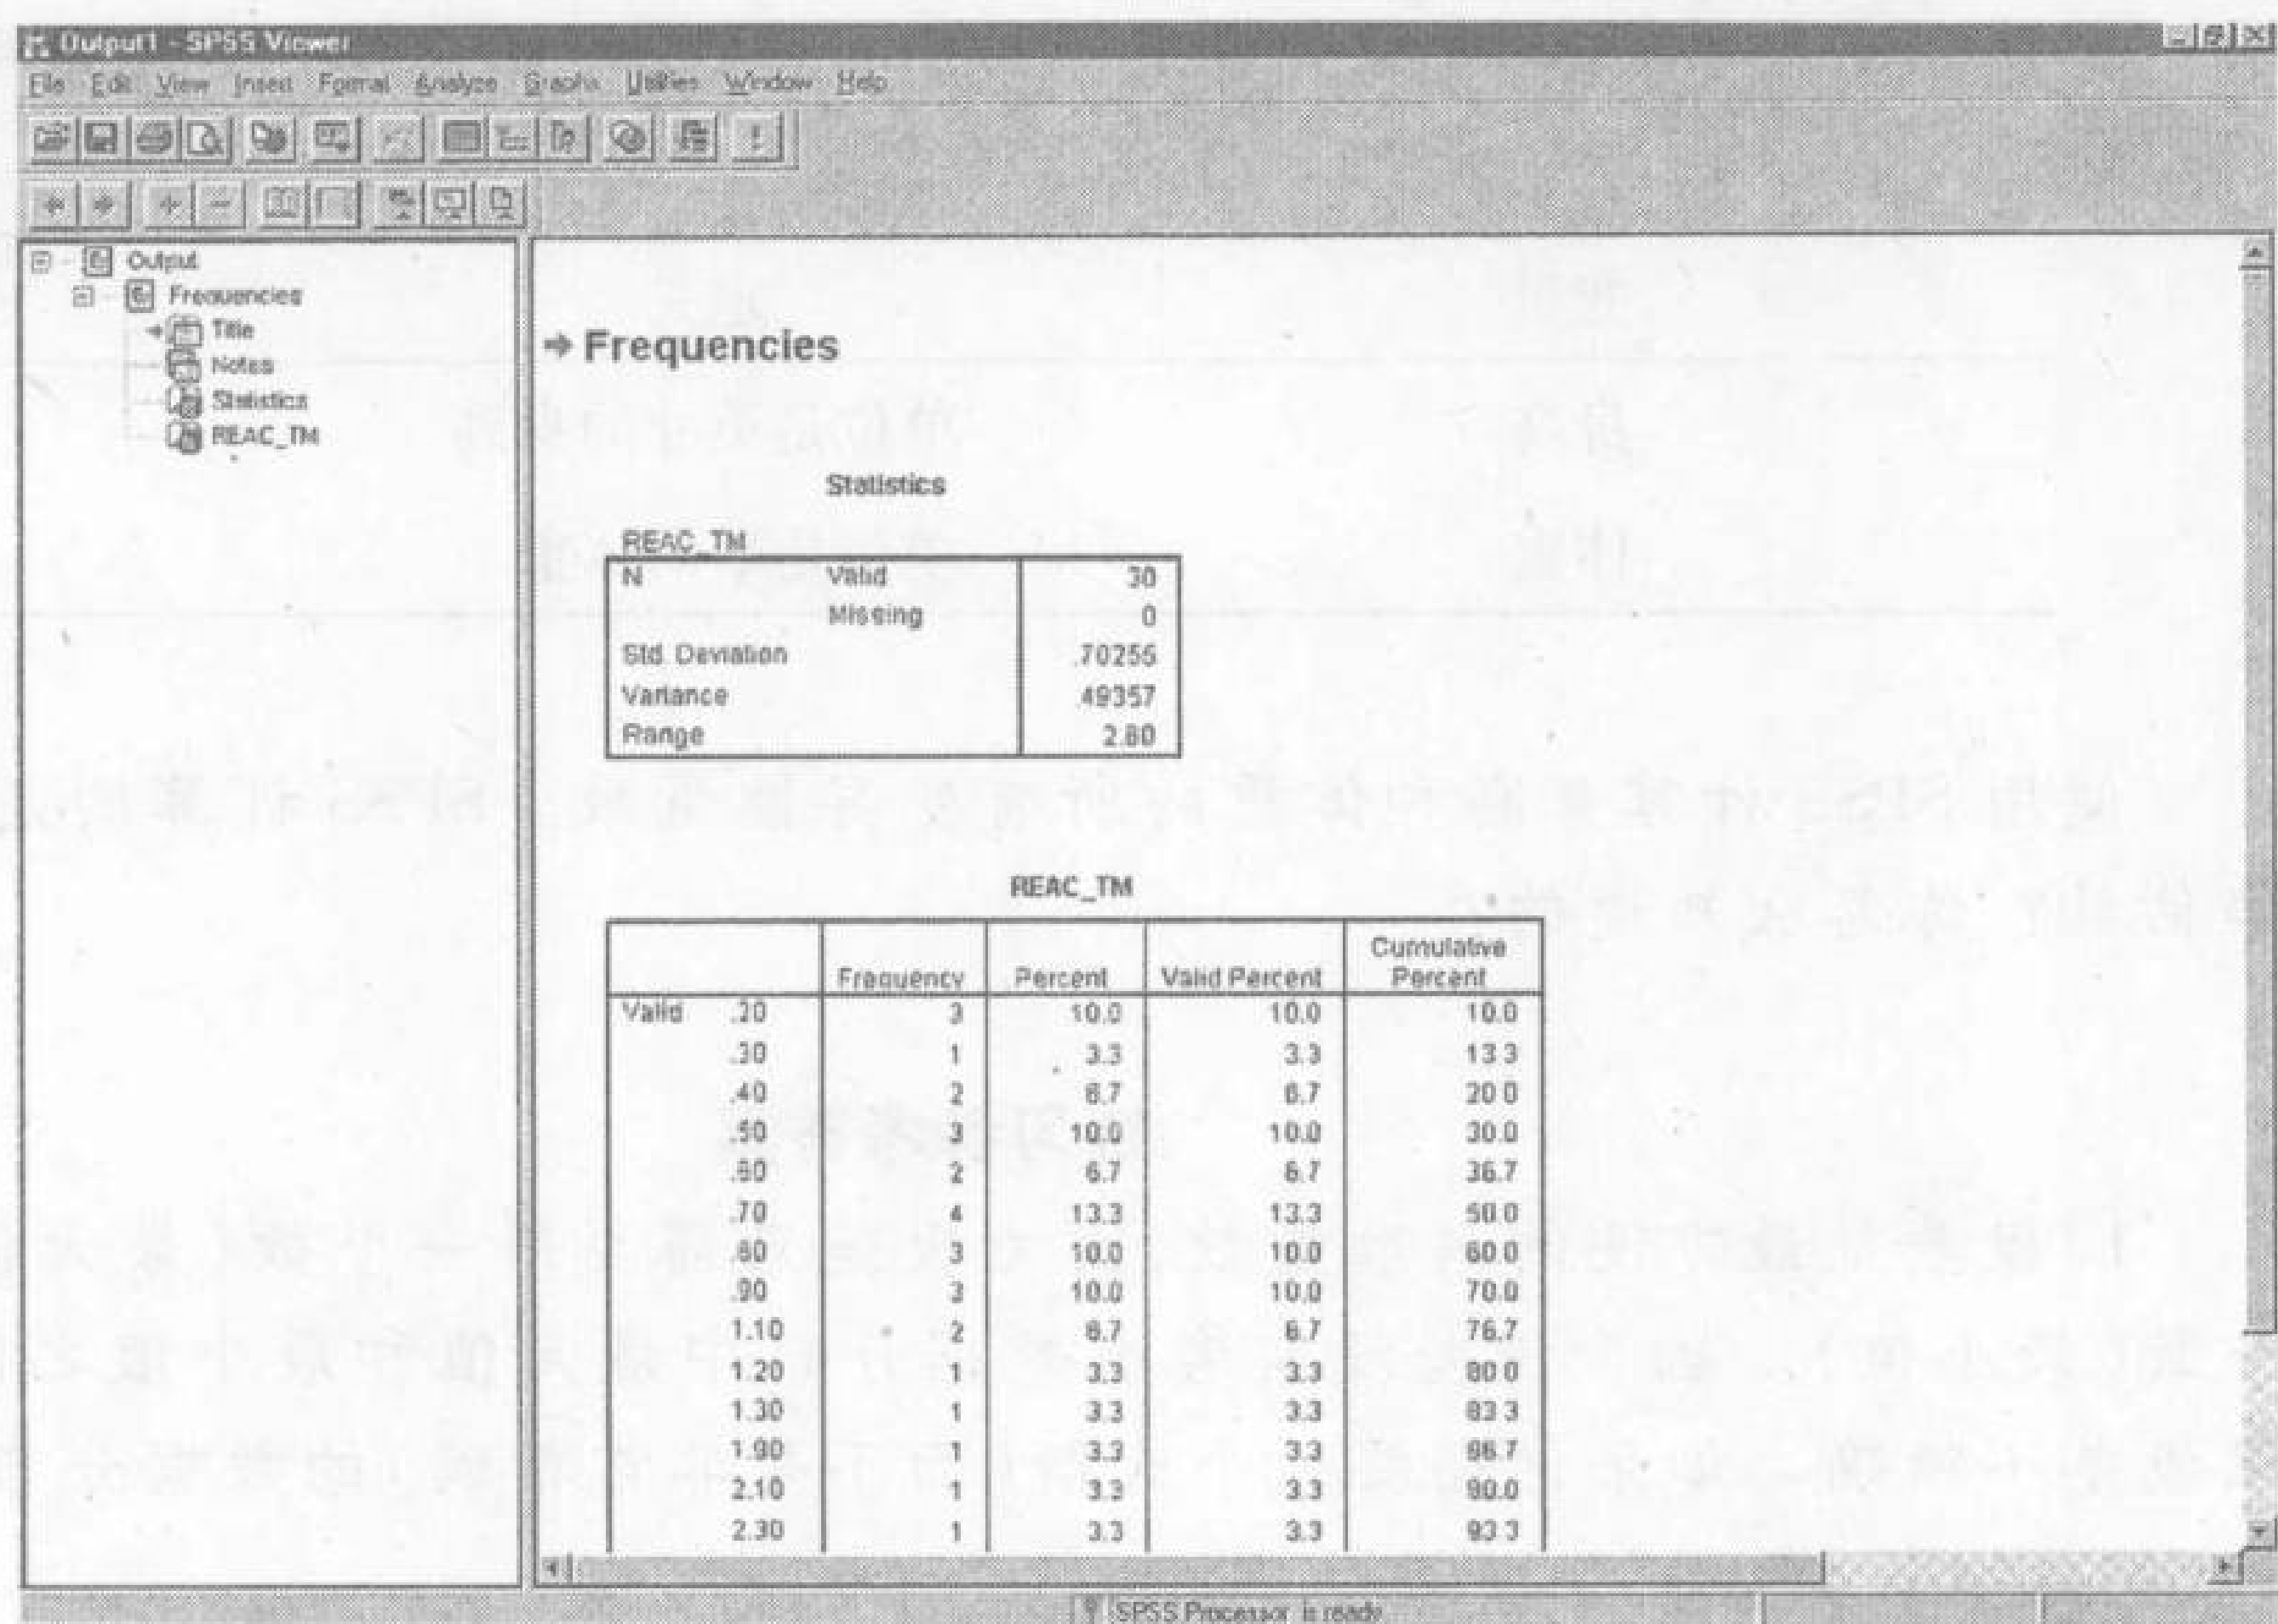 Output1 - SPSS Viewer
File Edit View Insert Format Analyze Graphs Utilities Window Help
Output
Frequencies
Title
Notes
Statistics
REAC_TM
Frequencies
Statistics
REAC_TM
N Valid 30
Missing 0
Std. Deviation .70255
Variance .49357
Range 2.80
REAC_TM
Frequency Percent Valid Percent Cumulative Percent
Valid .20 3 10.0 10.0 10.0
.30 1 3.3 3.3 13.3
.40 2 6.7 6.7 20.0
.50 3 10.0 10.0 30.0
.60 2 6.7 6.7 36.7
.70 4 13.3 13.3 50.0
.80 3 10.0 10.0 60.0
.90 3 10.0 10.0 70.0
1.10 2 6.7 6.7 76.7
1.20 1 3.3 3.3 80.0
1.30 1 3.3 3.3 83.3
1.90 1 3.3 3.3 86.7
2.10 1 3.3 3.3 90.0
2.30 1 3.3 3.3 93.3
SPSS Processor is ready